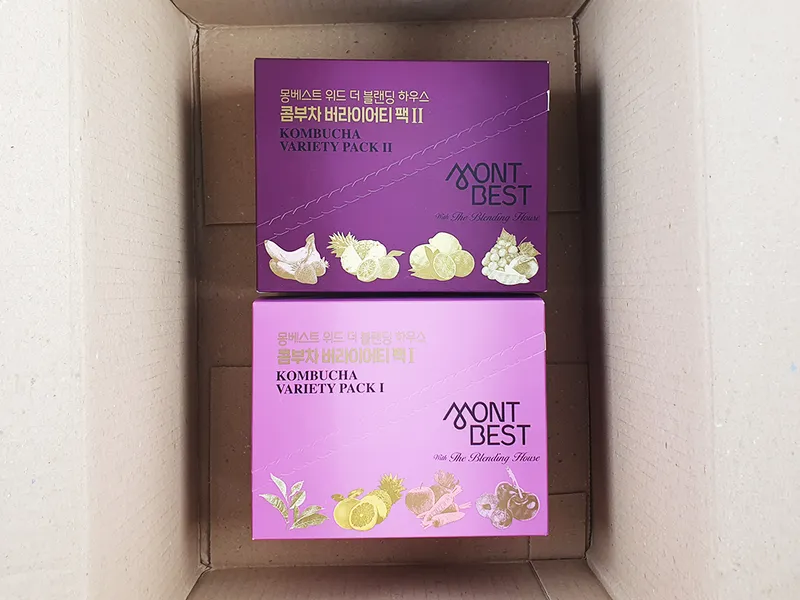 몽베스트 위드 더 블랜딩 하우스
콤부차 버라이어티 팩 II
KOMBUCHA
VARIETY PACK II
MONT
BEST
With The Blending House
몽베스트 위드 더 블랜딩 하우스
콤부차 버라이어티 팩 I
KOMBUCHA
VARIETY PACK I
MONT
BEST
With The Blending House